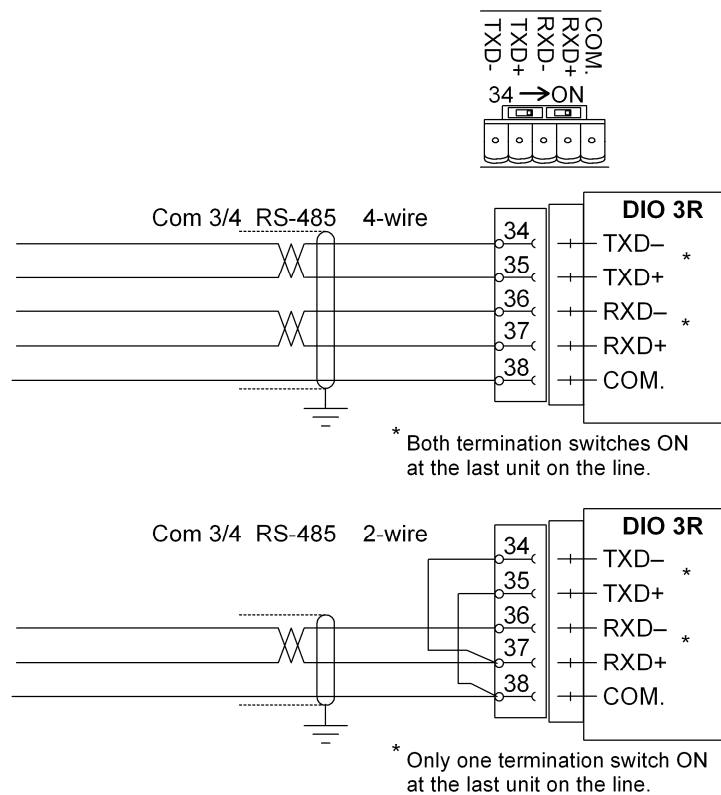 TXD-
TXD+
RXD-
RXD+
COM.
34 → ON
Com 3/4 RS-485 4-wire
DIO 3R
34 TXD–
*
35 TXD+
36 RXD–
*
37 RXD+
38 COM.
* Both termination switches ON
at the last unit on the line.
Com 3/4 RS-485 2-wire
DIO 3R
34 TXD–
*
35 TXD+
36 RXD–
*
37 RXD+
38 COM.
* Only one termination switch ON
at the last unit on the line.